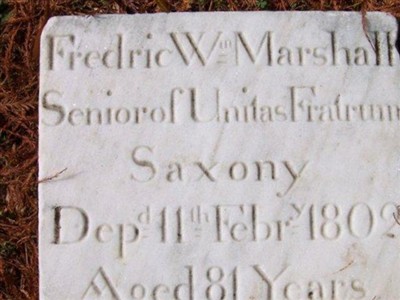 Fredric Wm Marshall
Senior of Unitas Fratrum
Saxony
Depd 11th Febry 1802
Aged 81 Years